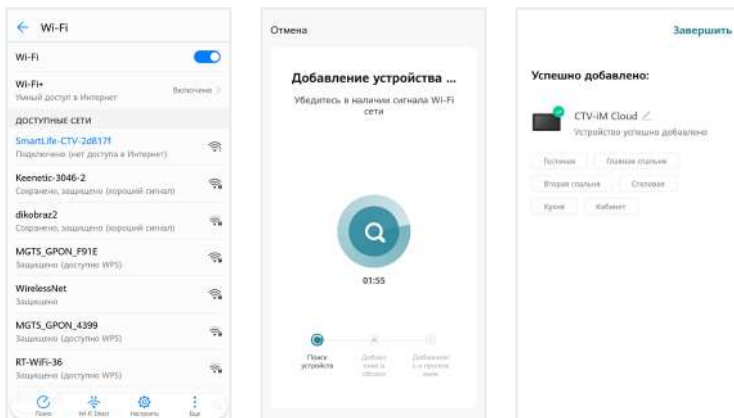 Wi-Fi
Wi-Fi
Wi-Fi+
Умный доступ в Интернет
Включено
ДОСТУПНЫЕ СЕТИ
SmartLife-CTV-2d817f
Подключено (нет доступа в Интернет)
Keenetic-3046-2
Сохранено, защищено (хороший сигнал)
dikobraz2
Сохранено, защищено (хороший сигнал)
MGTS_GPON_F91E
Защищено (доступно WPS)
WirelessNet
Защищено
MGTS_GPON_4399
Защищено (доступно WPS)
RT-WiFi-36
Защищено (доступно WPS)
Поиск
Wi-Fi Direct
Настроить
Еще
Отмена
Добавление устройства ...
Убедитесь в наличии сигнала Wi-Fi
сети
01:55
Поиск
устройств
Добавл
ение в
облако
Завершить
Успешно добавлено:
CTV-iM Cloud
Устройство успешно добавлено
Гостиная
Главная спальня
Вторая спальня
Столовая
Кухня
Кабинет